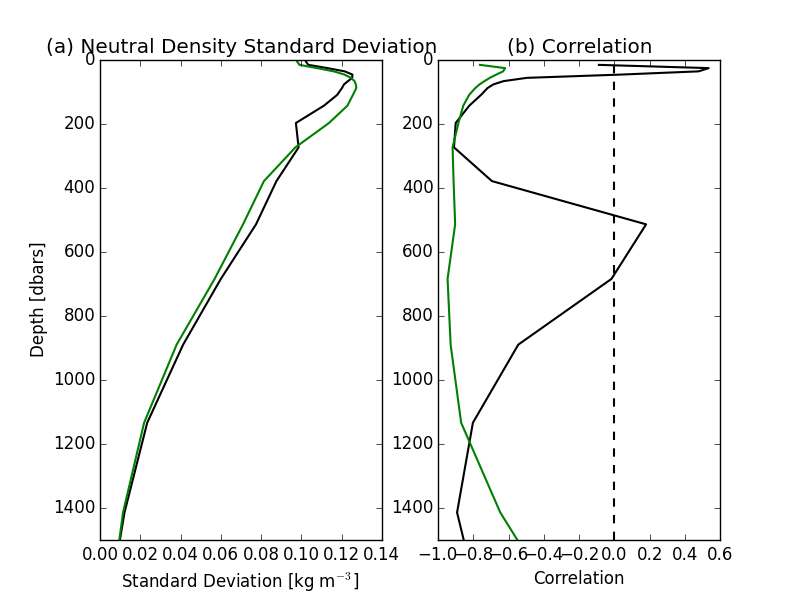 (a) Neutral Density Standard Deviation
(b) Correlation
0
200
400
600
800
1000
1200
1400
Depth [dbars]
0.00 0.02 0.04 0.06 0.08 0.10 0.12 0.14
Standard Deviation [kg m⁻³]
0
200
400
600
800
1000
1200
1400
−1.0 −0.8 −0.6 −0.4 −0.2 0.0 0.2 0.4 0.6
Correlation